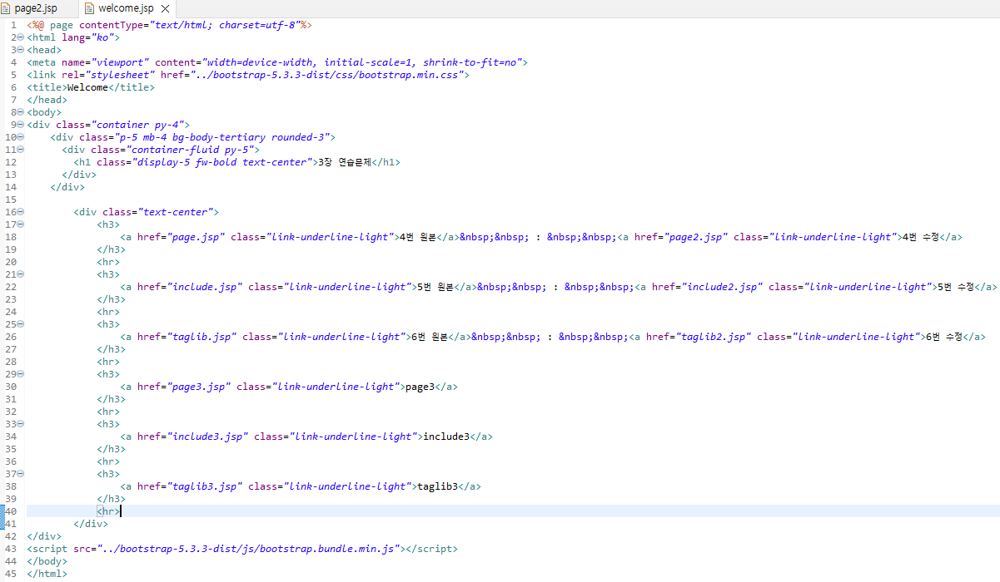 page2.jsp welcome.jsp
1 <%@ page contentType="text/html; charset=utf-8"%>
2 <html lang="ko">
3 <head>
4 <meta name="viewport" content="width=device-width, initial-scale=1, shrink-to-fit=no">
5 <link rel="stylesheet" href="../bootstrap-5.3.3-dist/css/bootstrap.min.css">
6 <title>Welcome</title>
7 </head>
8 <body>
9 <div class="container py-4">
10 <div class="p-5 mb-4 bg-body-tertiary rounded-3">
11 <div class="container-fluid py-5">
12 <h1 class="display-5 fw-bold text-center">3장 연습문제</h1>
13 </div>
14 </div>
15
16 <div class="text-center">
17 <h3>
18 <a href="page.jsp" class="link-underline-light">4번 원본</a>&nbsp;&nbsp; : &nbsp;&nbsp;<a href="page2.jsp" class="link-underline-light">4번 수정</a>
19 </h3>
20 <hr>
21 <h3>
22 <a href="include.jsp" class="link-underline-light">5번 원본</a>&nbsp;&nbsp; : &nbsp;&nbsp;<a href="include2.jsp" class="link-underline-light">5번 수정</a>
23 </h3>
24 <hr>
25 <h3>
26 <a href="taglib.jsp" class="link-underline-light">6번 원본</a>&nbsp;&nbsp; : &nbsp;&nbsp;<a href="taglib2.jsp" class="link-underline-light">6번 수정</a>
27 </h3>
28 <hr>
29 <h3>
30 <a href="page3.jsp" class="link-underline-light">page3</a>
31 </h3>
32 <hr>
33 <h3>
34 <a href="include3.jsp" class="link-underline-light">include3</a>
35 </h3>
36 <hr>
37 <h3>
38 <a href="taglib3.jsp" class="link-underline-light">taglib3</a>
39 </h3>
40 <hr>
41 </div>
42 </div>
43 <script src="../bootstrap-5.3.3-dist/js/bootstrap.bundle.min.js"></script>
44 </body>
45 </html>